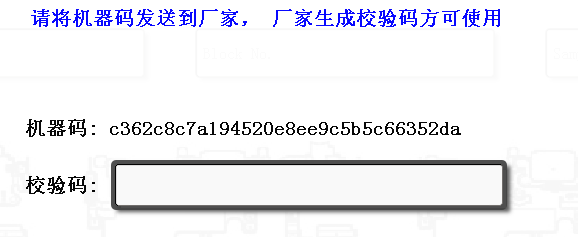 请将机器码发送到厂家， 厂家生成校验码方可使用
机器码: c362c8c7a194520e8ee9c5b5c66352da
校验码: